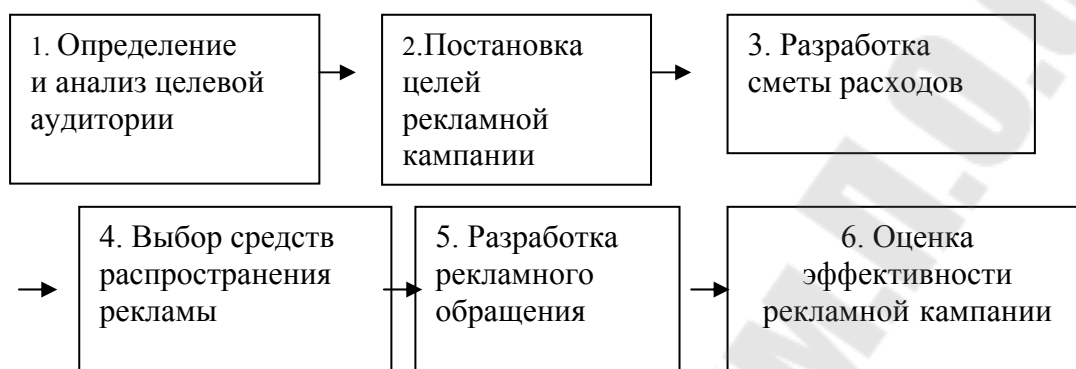 1. Определение
и анализ целевой
аудитории
2.Постановка
целей
рекламной
кампании
3. Разработка
сметы расходов
4. Выбор средств
распространения
рекламы
5. Разработка
рекламного
обращения
6. Оценка
эффективности
рекламной кампании